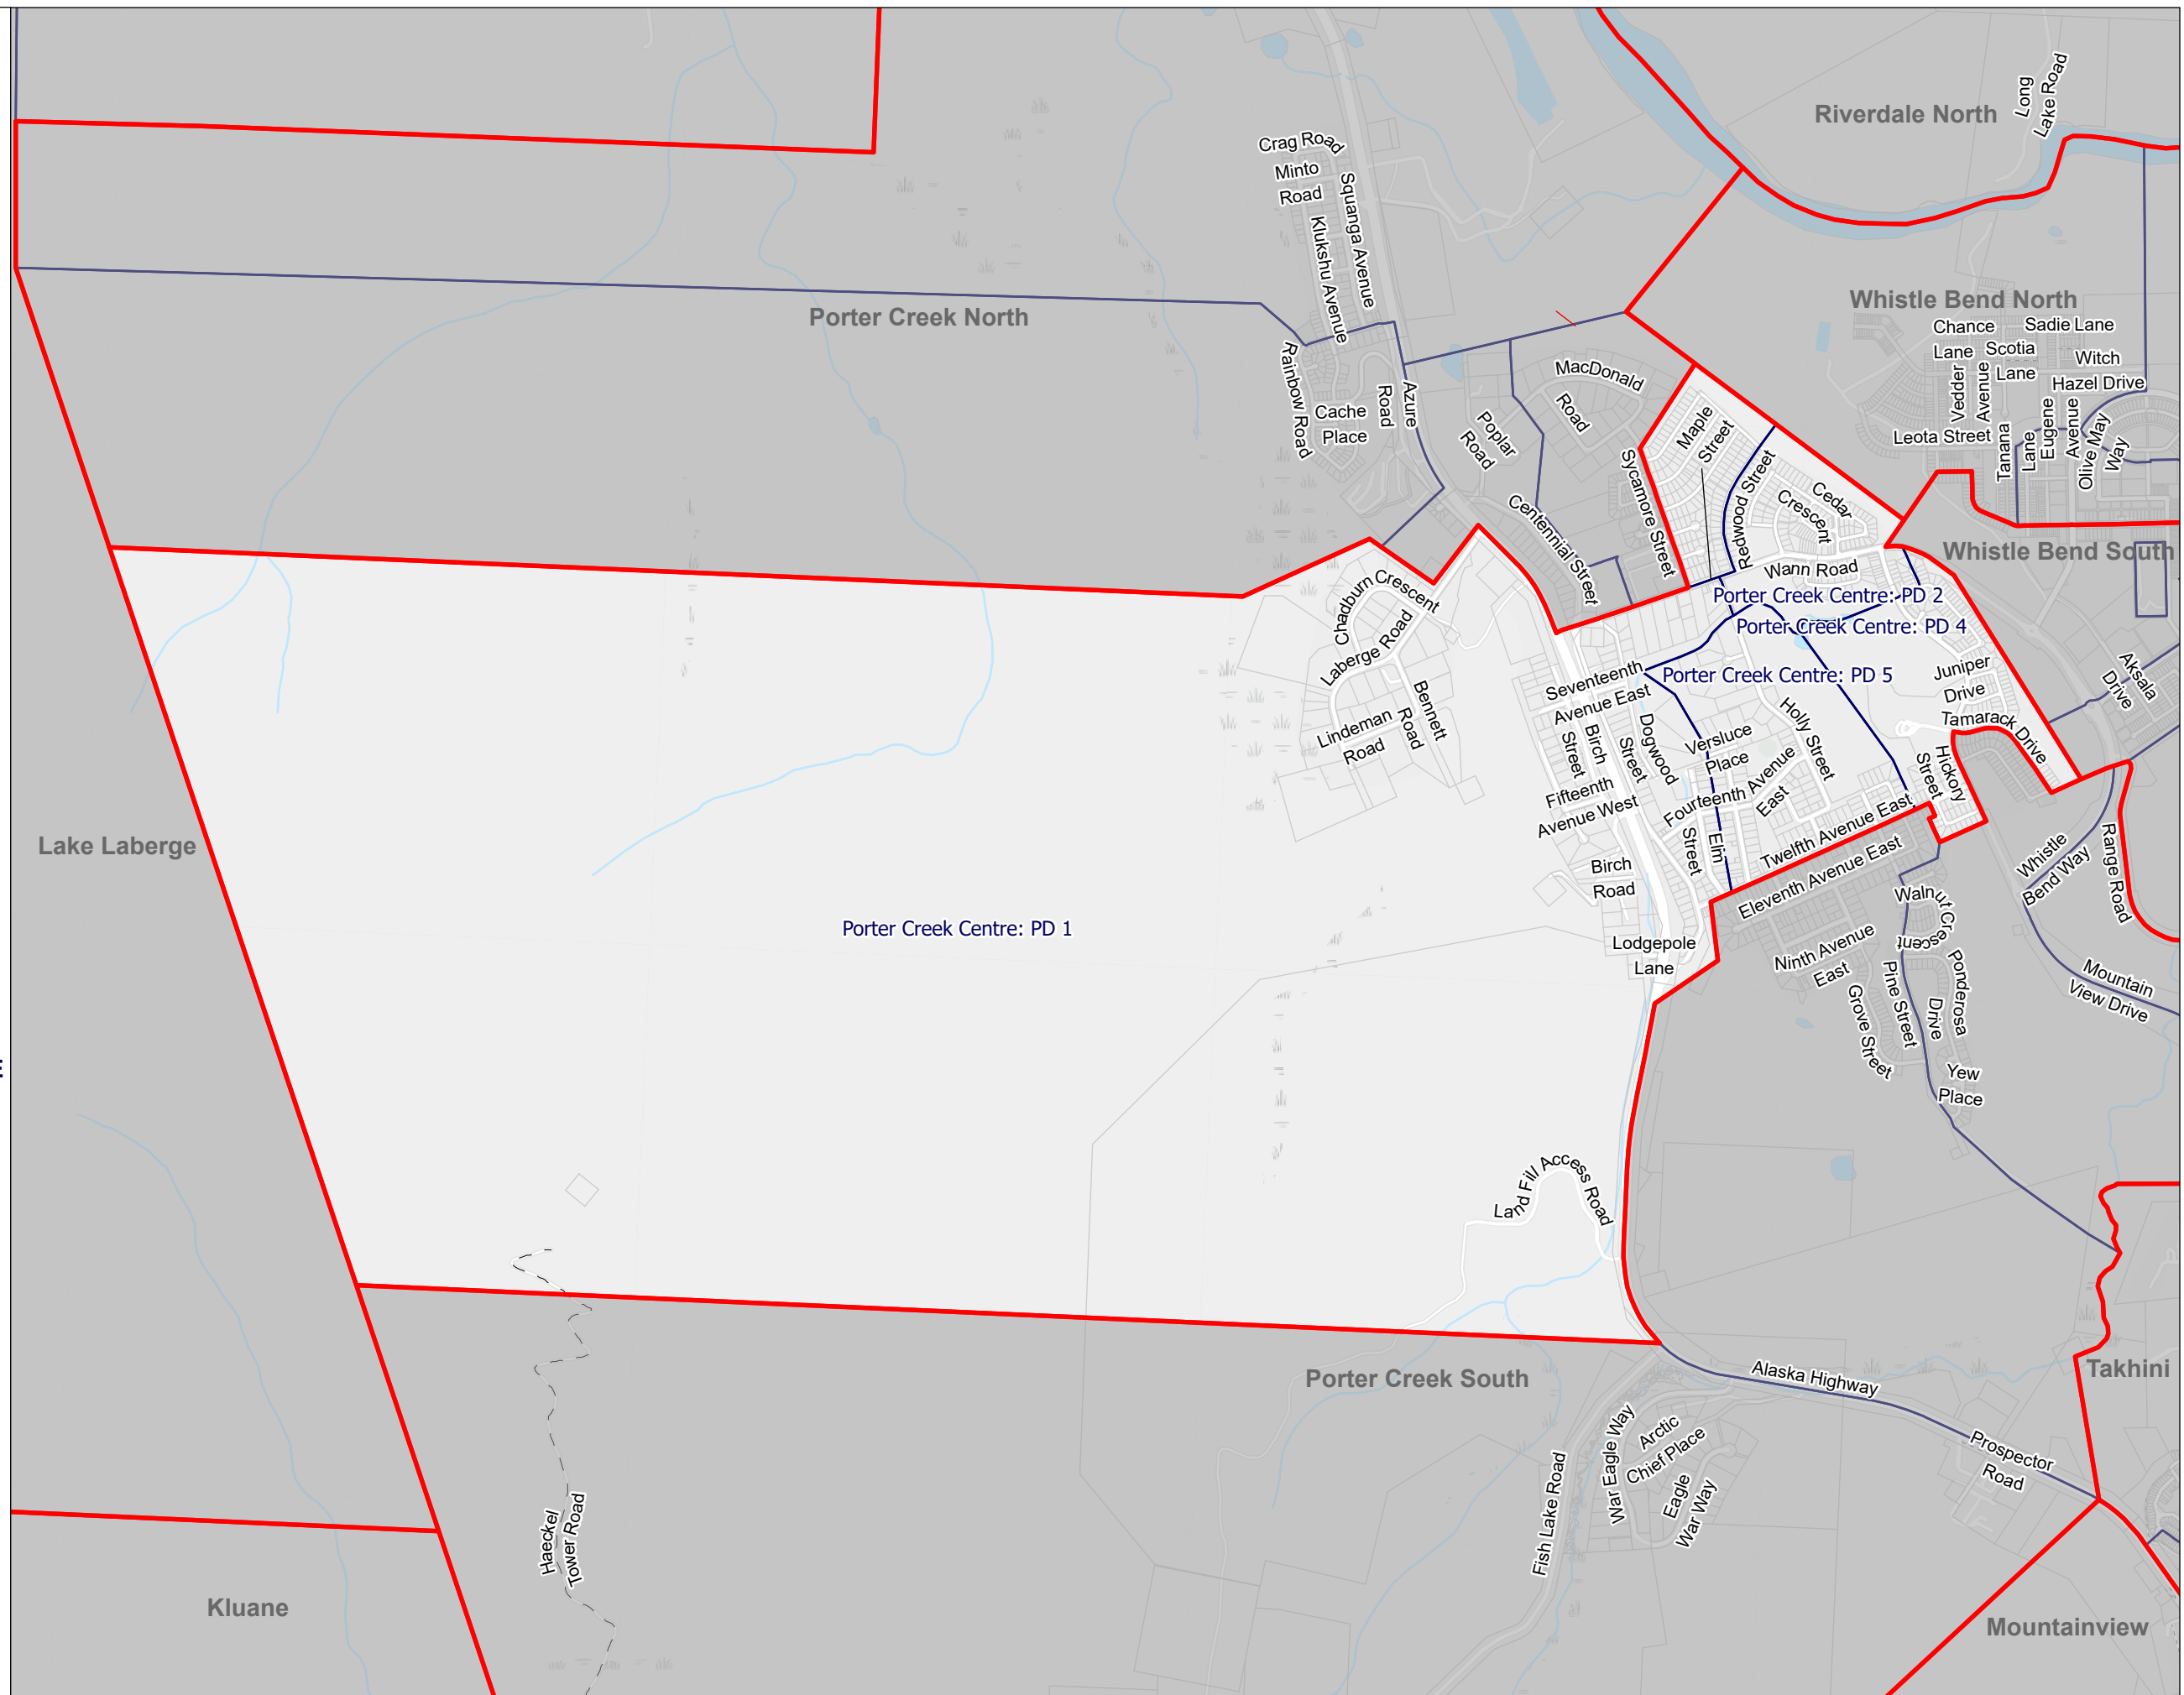 Long
Lake Road
Riverdale North
Crag Road
Minto
Road
Squanga Avenue
Klukshu Avenue
Porter Creek North
Whistle Bend North
Chance
Lane
Sadie Lane
Scotia
Lane
Witch
Hazel Drive
Vedder
Avenue
Leota Street
Tanana
Lane
Eugene
Avenue
Olive May
Way
Rainbow Road
Cache
Place
Azure
Road
MacDonald
Road
Poplar
Road
Maple
Street
Sycamore Street
Redwood Street
Cedar
Crescent
Centennial Street
Wann Road
Whistle Bend South
Chadburn Crescent
Laberge Road
Porter Creek Centre: PD 2
Porter Creek Centre: PD 4
Porter Creek Centre: PD 5
Seventeenth
Avenue East
Juniper
Drive
Aksala
Drive
Bennett
Road
Lindeman
Road
Birch
Street
Dogwood
Street
Versluce
Place
Holly Street
Tamarack Drive
Hickory
Street
Fifteenth
Avenue West
Fourteenth Avenue
East
Elm
Street
Twelfth Avenue East
Eleventh Avenue East
Whistle
Bend Way
Range Road
Lake Laberge
Birch
Road
Walnut Crescent
Porter Creek Centre: PD 1
Lodgepole
Lane
Ninth Avenue
East
Grove Street
Pine Street
Ponderosa
Drive
Mountain
View Drive
Yew
Place
Land Fill Access Road
Porter Creek South
Alaska Highway
Takhini
War Eagle Way
Arctic
Chief Place
Eagle
War Way
Prospector
Road
Fish Lake Road
Haeckel
Tower Road
Kluane
Mountainview